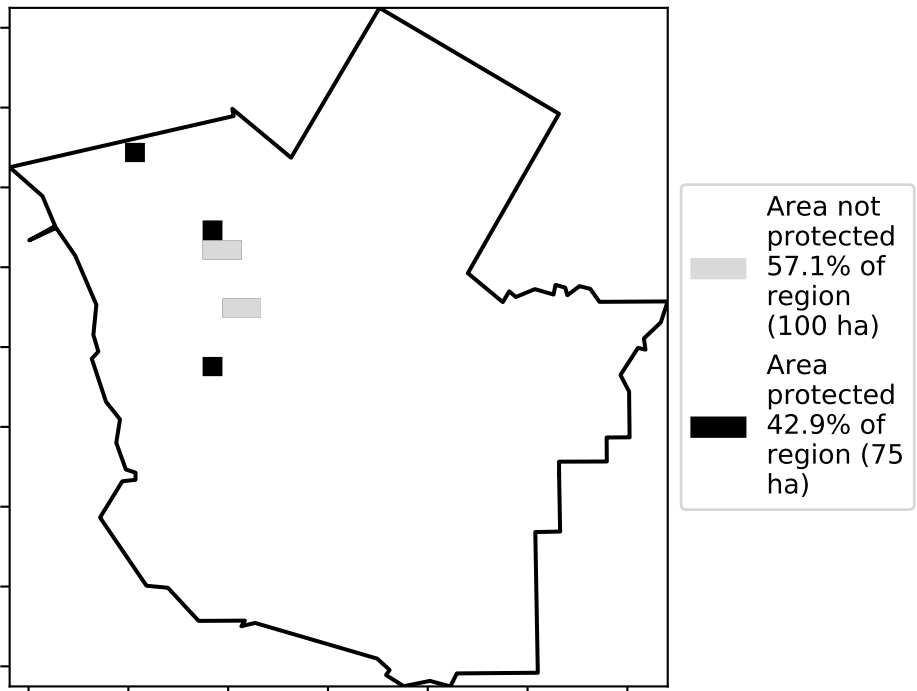 Area not
protected
57.1% of
region
(100 ha)
Area
protected
42.9% of
region (75
ha)